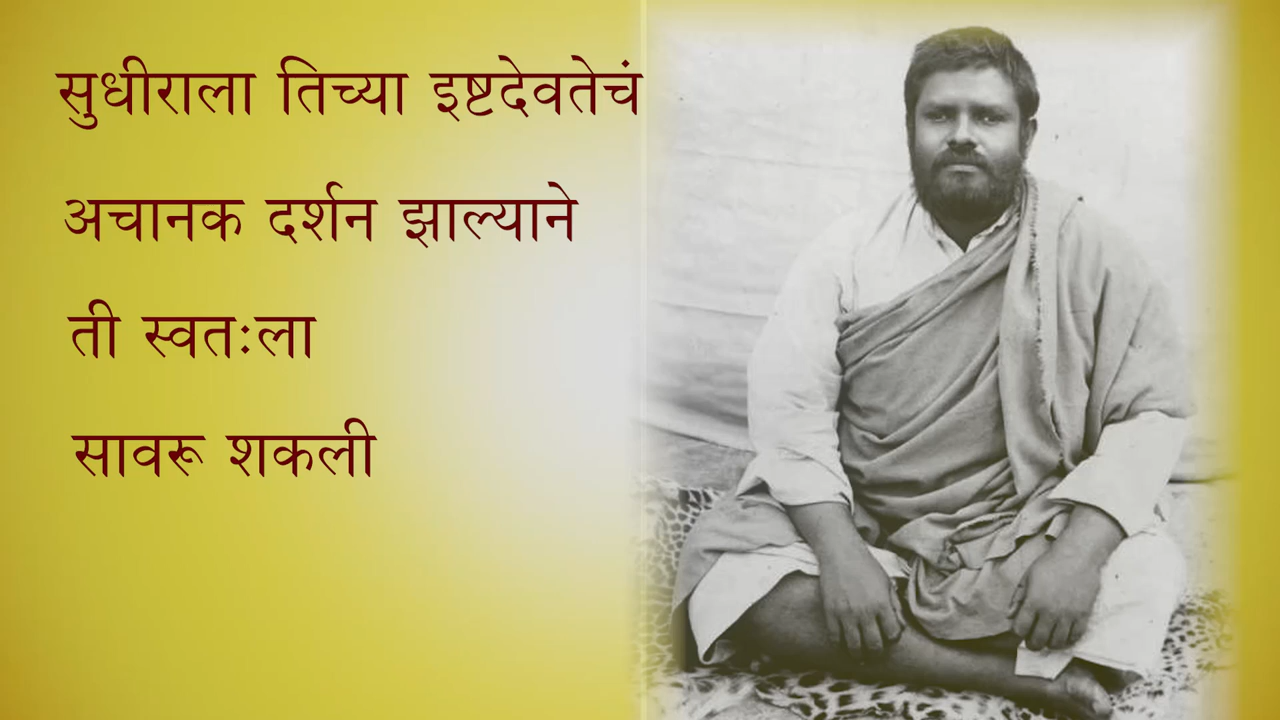 सुधीराला तिच्या इष्टदेवतेचं
अचानक दर्शन झाल्याने
ती स्वतःला
सावरू शकली